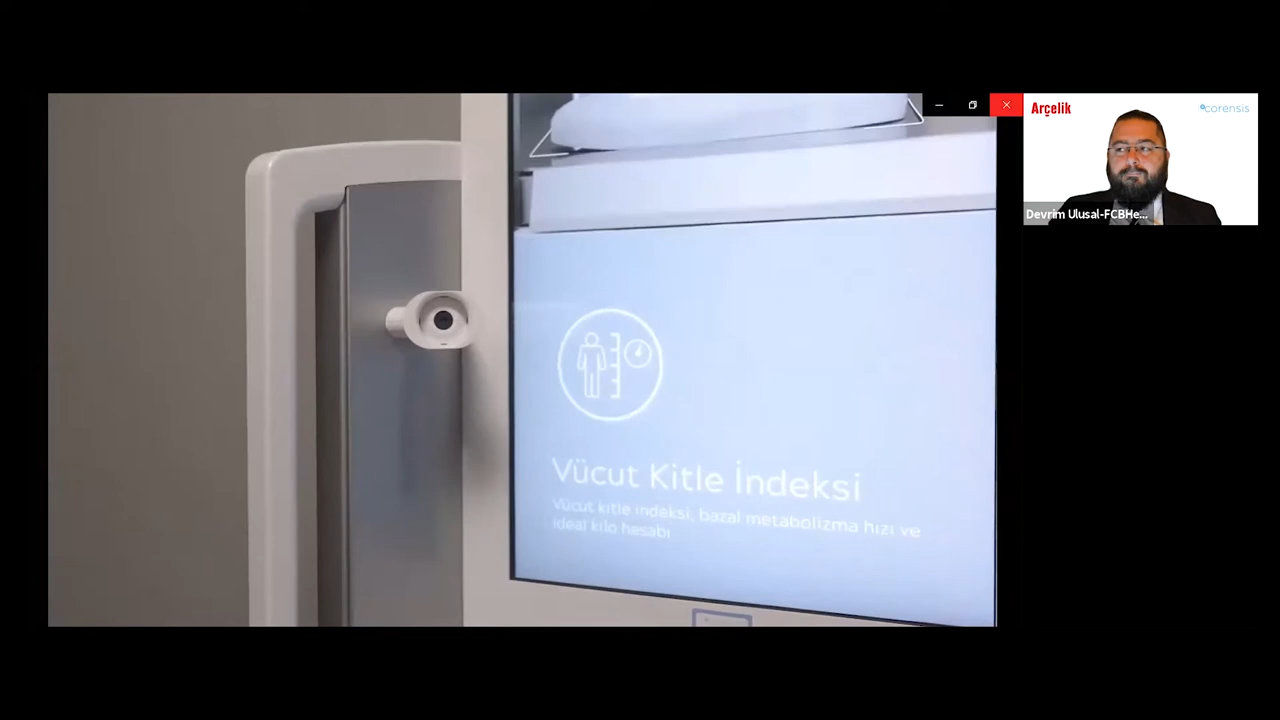 Arçelik
corensis
Devrim Ulusal-FCBHe...
Vücut Kitle İndeksi
Vücut kitle indeksi, bazal metabolizma hızı ve
ideal kilo hesabı